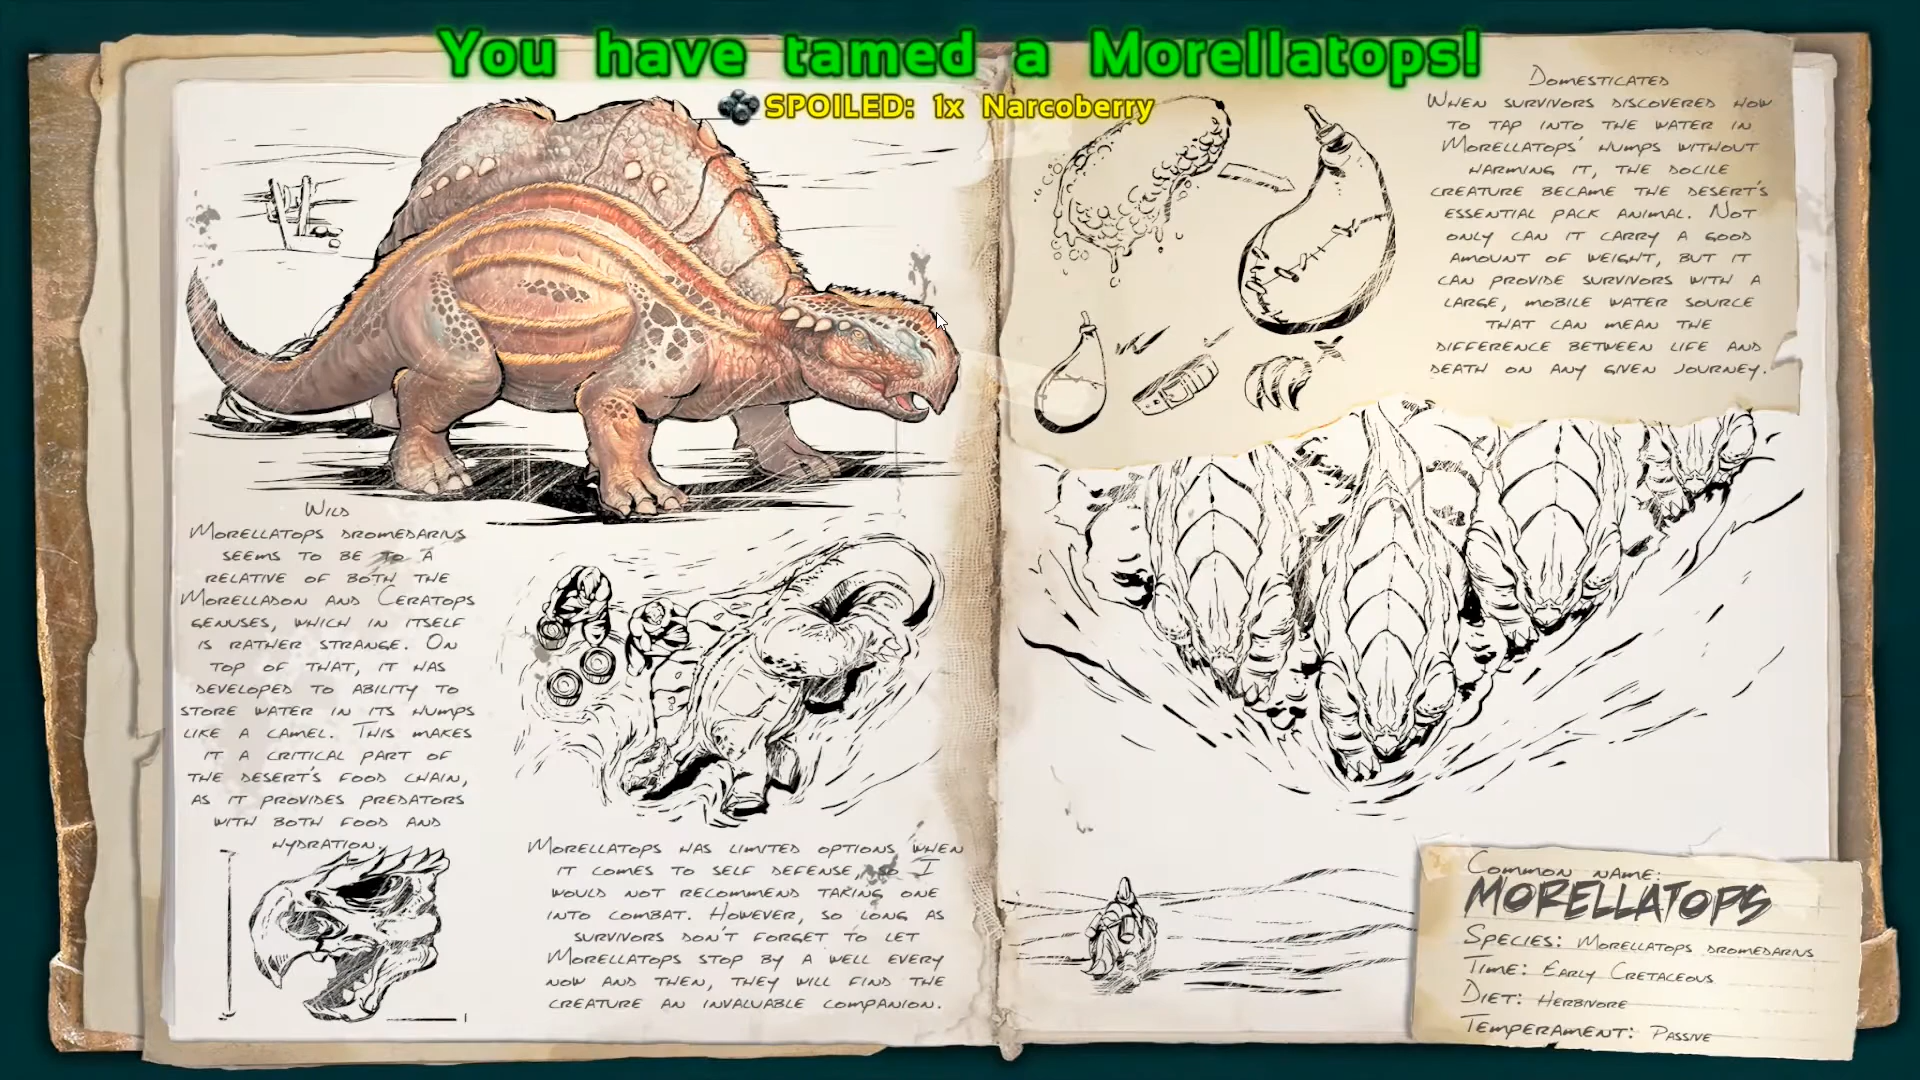 You have tamed a Morellatops!
SPOILED: 1x Narcoberry
Wild
Morellatops dromedarius
seems to be to a
relative of both the
Morelladon and Ceratops
genuses, which in itself
is rather strange. On
top of that, it has
developed to ability to
store water in its humps
like a camel. This makes
it a critical part of
the desert's food chain,
as it provides predators
with both food and
hydration.
Morellatops has limited options when
it comes to self defense, so I
would not recommend taking one
into combat. However, so long as
survivors don't forget to let
Morellatops stop by a well every
now and then, they will find the
creature an invaluable companion.
Domesticated
When survivors discovered how
to tap into the water in
Morellatops' humps without
harming it, the docile
creature became the desert's
essential pack animal. Not
only can it carry a good
amount of weight, but it
can provide survivors with a
large, mobile water source
that can mean the
difference between life and
death on any given journey.
Common name:
MORELLATOPS
Species: Morellatops dromedarius
Time: Early Cretaceous
Diet: Herbivore
Temperament: Passive